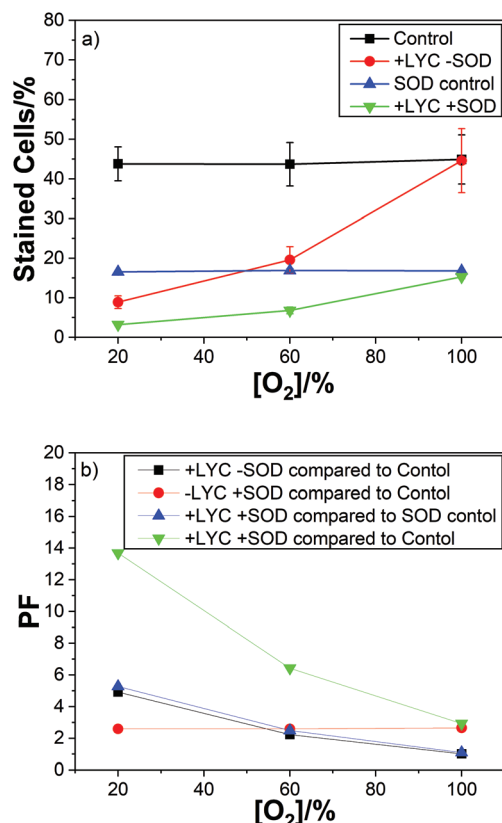 a)
Control
+LYC -SOD
SOD control
+LYC +SOD
Stained Cells/%
80
70
60
50
40
30
20
10
0
20
40
60
80
100
[O₂]/%
b)
+LYC -SOD compared to Contol
-LYC +SOD compared to Contol
+LYC +SOD compared to SOD contol
+LYC +SOD compared to Contol
PF
20
18
16
14
12
10
8
6
4
2
0
20
40
60
80
100
[O₂]/%